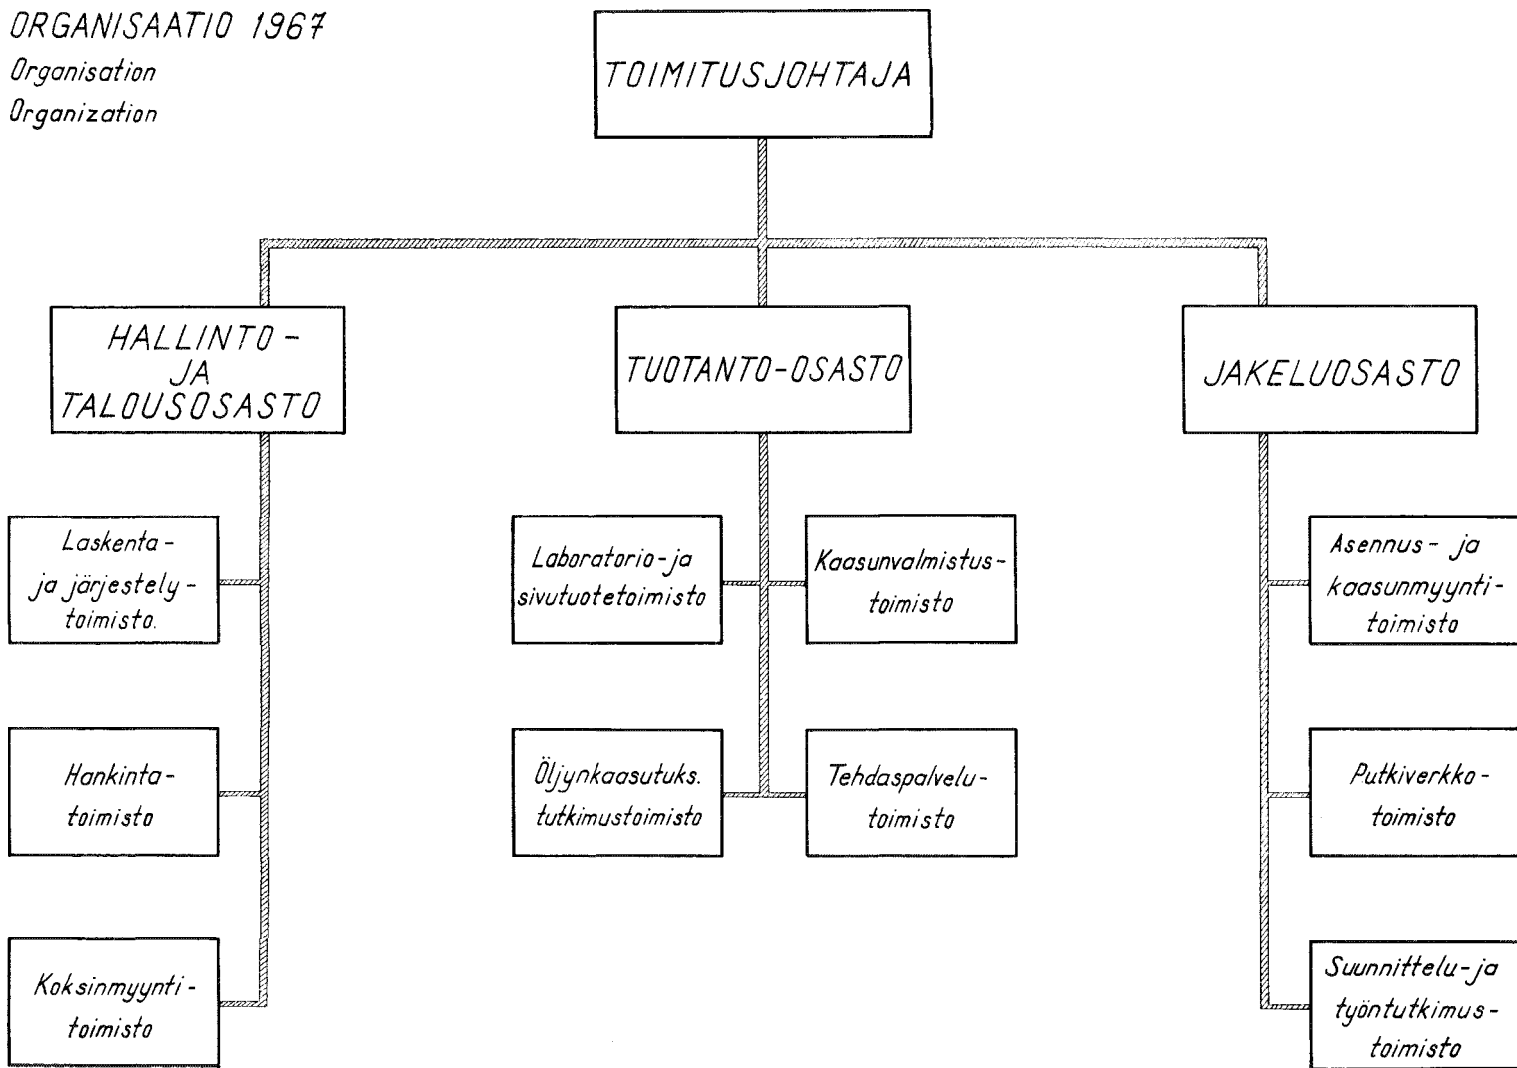 ORGANISAATIO 1967
Organisation
Organization
TOIMITUSJOHTAJA
HALLINTO-
JA
TALOUSOSASTO
TUOTANTO-OSASTO
JAKELUOSASTO
Laskenta-
ja järjestely-
toimisto.
Laboratorio-ja
sivutuotetoimisto
Kaasunvalmistus-
toimisto
Asennus- ja
kaasunmyynti-
toimisto
Hankinta-
toimisto
Öljynkaasutuks.
tutkimustoimisto
Tehdaspalvelu-
toimisto
Putkiverkko-
toimisto
Koksinmyynti-
toimisto
Suunnittelu-ja
työntutkimus-
toimisto